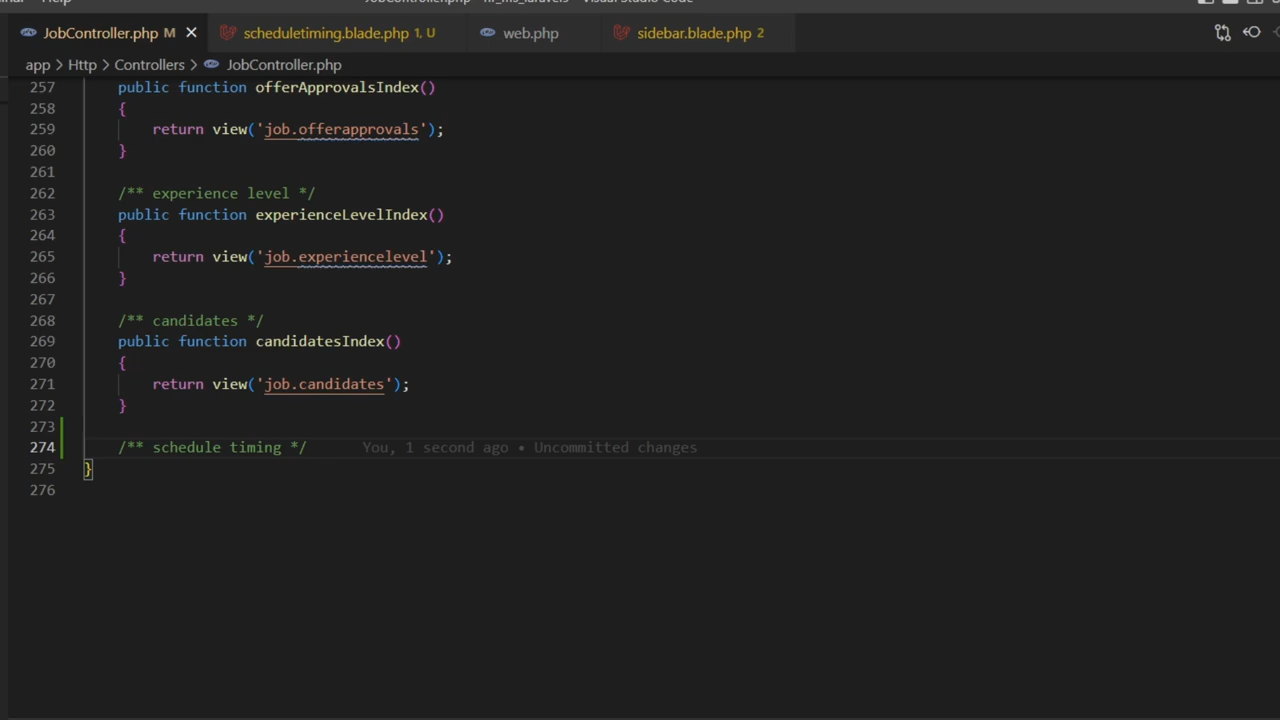 JobController.php M
scheduletiming.blade.php 1, U
web.php
sidebar.blade.php 2
app > Http > Controllers > JobController.php
257 public function offerApprovalsIndex()
258 {
259 return view('job.offerapprovals');
260 }
261
262 /** experience level */
263 public function experienceLevelIndex()
264 {
265 return view('job.experiencelevel');
266 }
267
268 /** candidates */
269 public function candidatesIndex()
270 {
271 return view('job.candidates');
272 }
273
274 /** schedule timing */ You, 1 second ago • Uncommitted changes
275 }
276